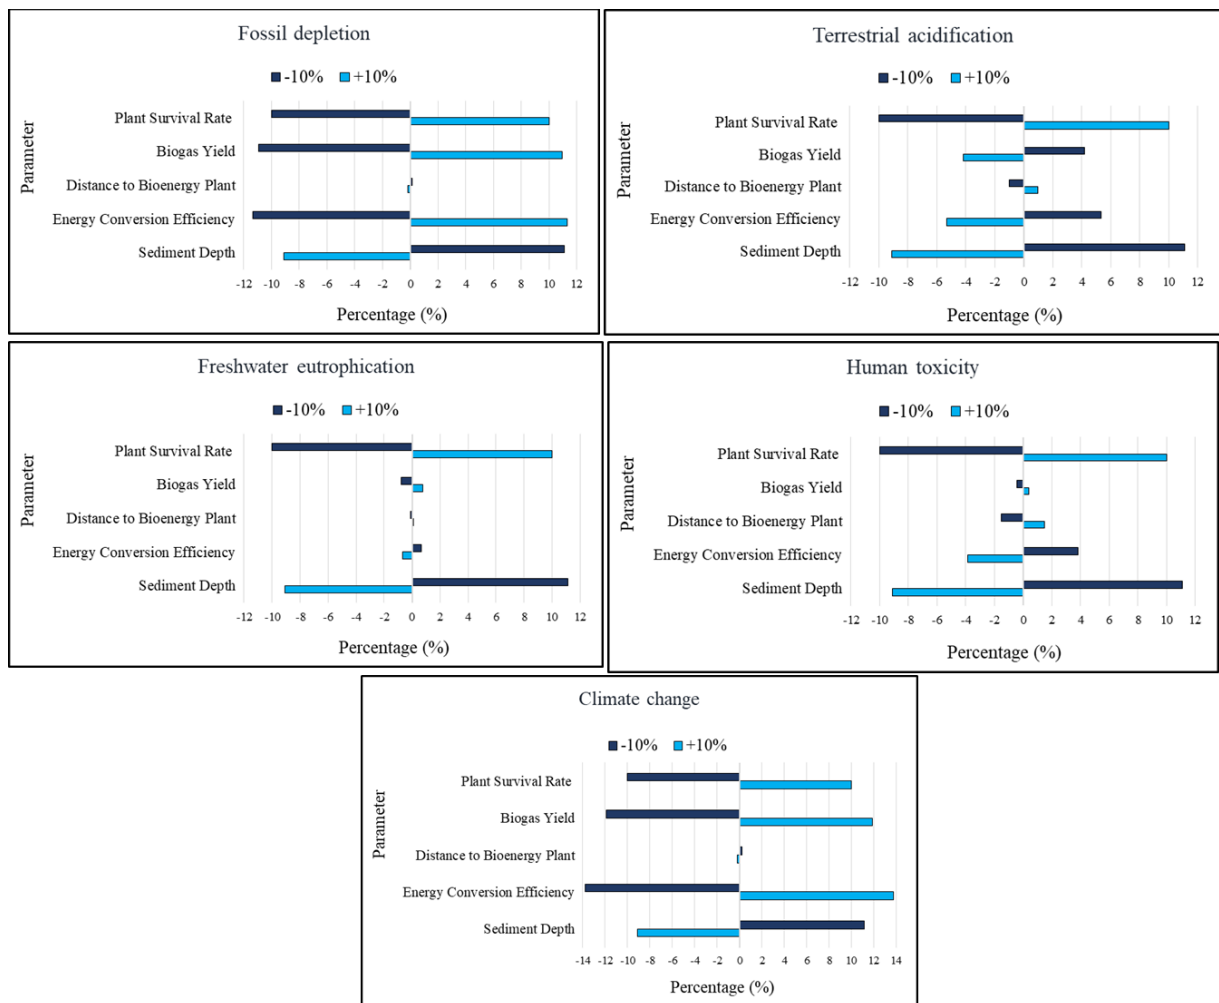 Fossil depletion
-10% +10%
Parameter
Plant Survival Rate
Biogas Yield
Distance to Bioenergy Plant
Energy Conversion Efficiency
Sediment Depth
-12 -10 -8 -6 -4 -2 0 2 4 6 8 10 12
Percentage (%)
Terrestrial acidification
-10% +10%
Parameter
Plant Survival Rate
Biogas Yield
Distance to Bioenergy Plant
Energy Conversion Efficiency
Sediment Depth
-12 -10 -8 -6 -4 -2 0 2 4 6 8 10 12
Percentage (%)
Freshwater eutrophication
-10% +10%
Parameter
Plant Survival Rate
Biogas Yield
Distance to Bioenergy Plant
Energy Conversion Efficiency
Sediment Depth
-12 -10 -8 -6 -4 -2 0 2 4 6 8 10 12
Percentage (%)
Human toxicity
-10% +10%
Parameter
Plant Survival Rate
Biogas Yield
Distance to Bioenergy Plant
Energy Conversion Efficiency
Sediment Depth
-12 -10 -8 -6 -4 -2 0 2 4 6 8 10 12
Percentage (%)
Climate change
-10% +10%
Parameter
Plant Survival Rate
Biogas Yield
Distance to Bioenergy Plant
Energy Conversion Efficiency
Sediment Depth
-14 -12 -10 -8 -6 -4 -2 0 2 4 6 8 10 12 14
Percentage (%)